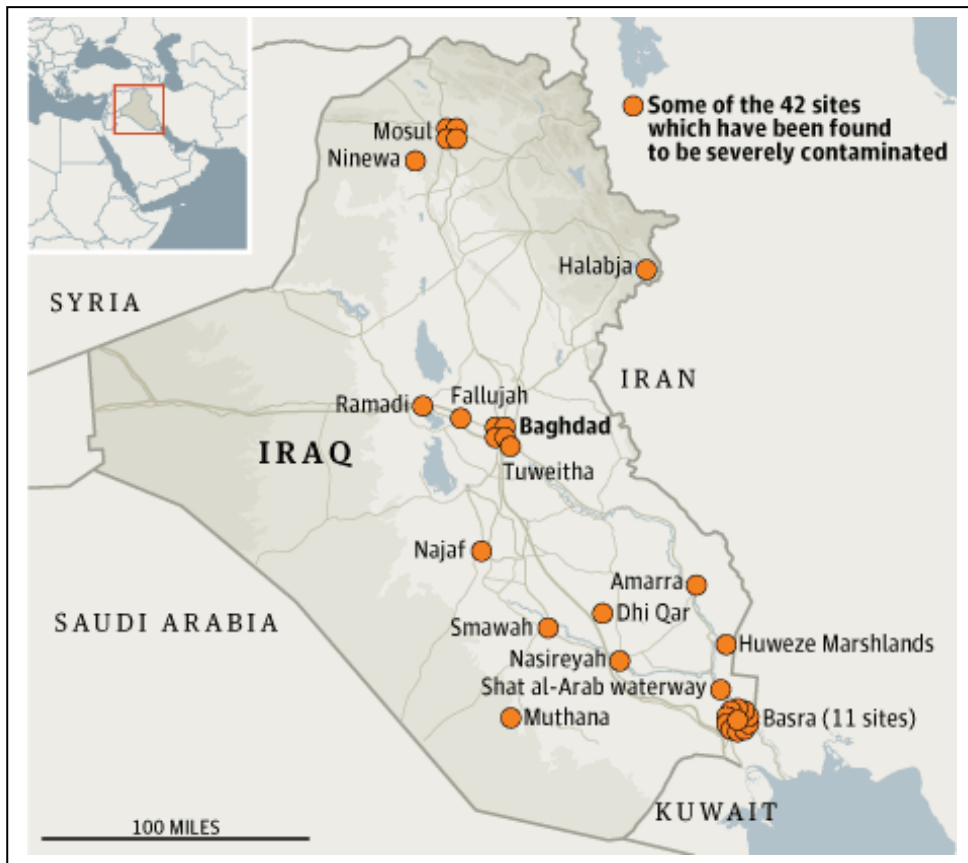 Some of the 42 sites
which have been found
to be severely contaminated
Mosul
Ninewa
Halabja
SYRIA
IRAN
Ramadi
Fallujah
Baghdad
IRAQ
Tuweitha
Najaf
Amarra
Dhi Qar
SAUDI ARABIA
Smawah
Huweze Marshlands
Nasireyah
Shat al-Arab waterway
Muthana
Basra (11 sites)
KUWAIT
100 MILES